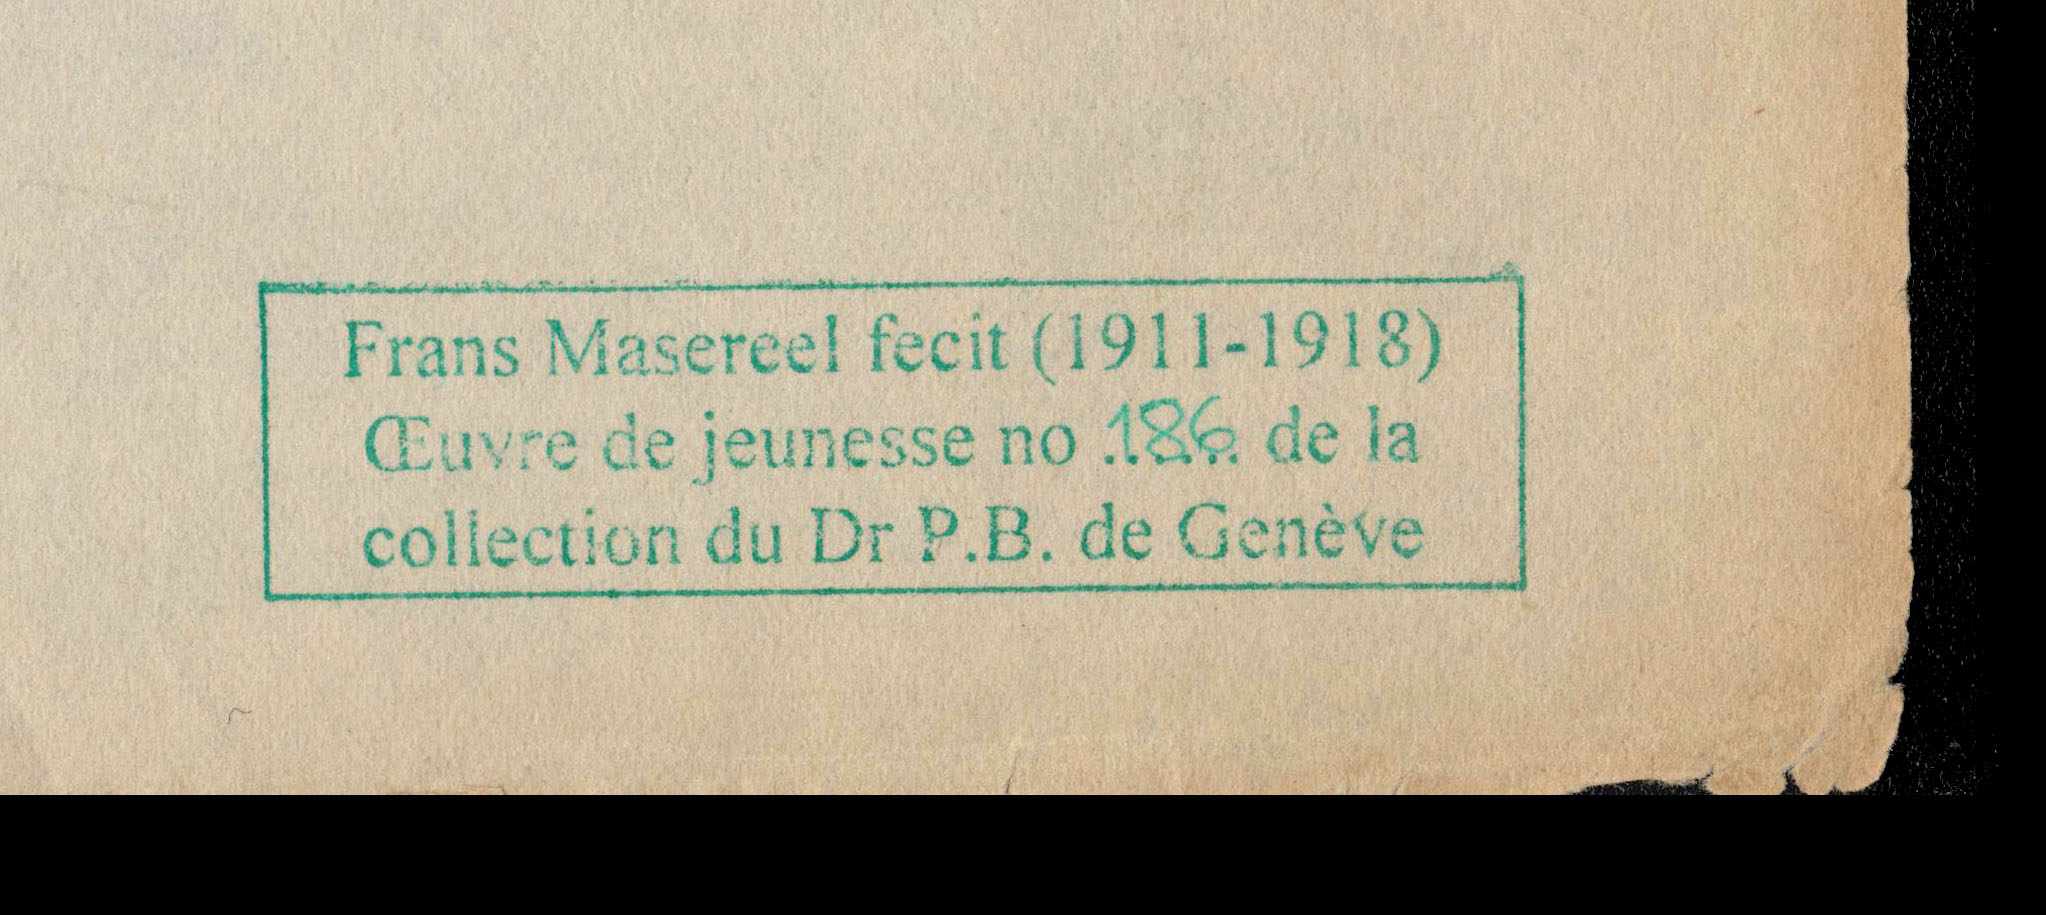 Frans Masereel fecit (1911-1918)
Œuvre de jeunesse no .186. de la
collection du Dr P.B. de Genève